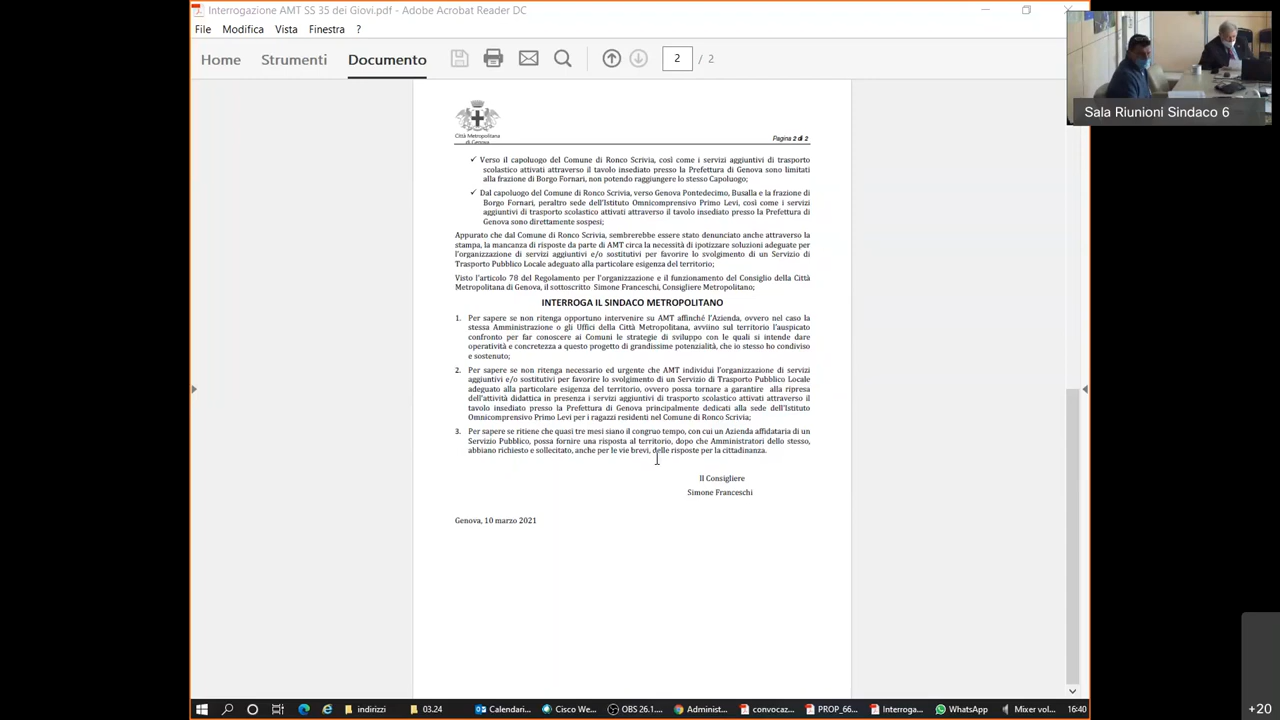 Interrogazione AMT SS 35 dei Giovi.pdf - Adobe Acrobat Reader DC
File Modifica Vista Finestra ?
Home Strumenti Documento 2 / 2
Sala Riunioni Sindaco 6
Città Metropolitana
di Genova
Pagina 2 di 2
✓ Verso il capoluogo del Comune di Ronco Scrivia, così come i servizi aggiuntivi di trasporto
scolastico attivati attraverso il tavolo insediato presso la Prefettura di Genova sono limitati
alla frazione di Borgo Fornari, non potendo raggiungere lo stesso Capoluogo;
✓ Dal capoluogo del Comune di Ronco Scrivia, verso Genova Pontedecimo, Busalla e la frazione di
Borgo Fornari, peraltro sede dell'Istituto Omnicomprensivo Primo Levi, così come i servizi
aggiuntivi di trasporto scolastico attivati attraverso il tavolo insediato presso la Prefettura di
Genova sono direttamente sospesi;
Appurato che dal Comune di Ronco Scrivia, sembrerebbe essere stato denunciato anche attraverso la
stampa, la mancanza di risposte da parte di AMT circa la necessità di ipotizzare soluzioni adeguate per
l'organizzazione di servizi aggiuntivi e/o sostitutivi per favorire lo svolgimento di un Servizio di
Trasporto Pubblico Locale adeguato alla particolare esigenza del territorio;
Visto l'articolo 78 del Regolamento per l'organizzazione e il funzionamento del Consiglio della Città
Metropolitana di Genova, il sottoscritto Simone Franceschi, Consigliere Metropolitano;
INTERROGA IL SINDACO METROPOLITANO
1. Per sapere se non ritenga opportuno intervenire su AMT affinché l'Azienda, ovvero nel caso la
stessa Amministrazione o gli Uffici della Città Metropolitana, avviino sul territorio l'auspicato
confronto per far conoscere ai Comuni le strategie di sviluppo con le quali si intende dare
operatività e concretezza a questo progetto di grandissime potenzialità, che io stesso ho condiviso
e sostenuto;
2. Per sapere se non ritenga necessario ed urgente che AMT individui l'organizzazione di servizi
aggiuntivi e/o sostitutivi per favorire lo svolgimento di un Servizio di Trasporto Pubblico Locale
adeguato alla particolare esigenza del territorio, ovvero possa tornare a garantire alla ripresa
dell'attività didattica in presenza i servizi aggiuntivi di trasporto scolastico attivati attraverso il
tavolo insediato presso la Prefettura di Genova principalmente dedicati alla sede dell'Istituto
Omnicomprensivo Primo Levi per i ragazzi residenti nel Comune di Ronco Scrivia;
3. Per sapere se ritiene che quasi tre mesi siano il congruo tempo, con cui un Azienda affidataria di un
Servizio Pubblico, possa fornire una risposta al territorio, dopo che Amministratori dello stesso,
abbiano richiesto e sollecitato, anche per le vie brevi, delle risposte per la cittadinanza.
Il Consigliere
Simone Franceschi
Genova, 10 marzo 2021
+20
indirizzi 03.24 Calendari... Cisco We... OBS 26.1... Administ... convocaz... PROP_66... Interroga... WhatsApp Mixer vol... 16:40